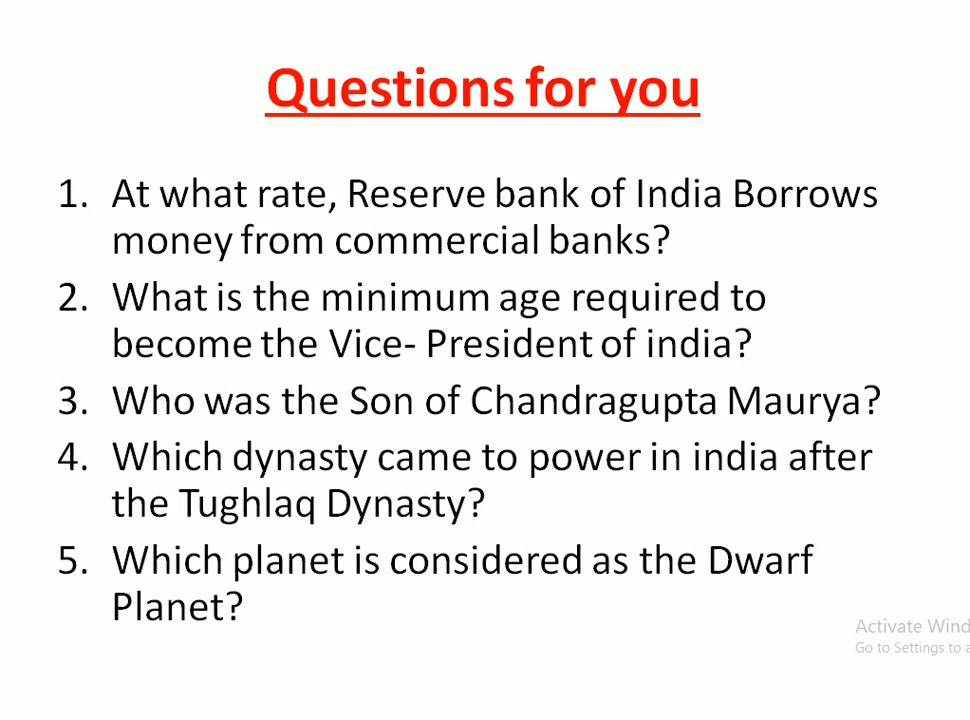 Questions for you
1. At what rate, Reserve bank of India Borrows
money from commercial banks?
2. What is the minimum age required to
become the Vice- President of india?
3. Who was the Son of Chandragupta Maurya?
4. Which dynasty came to power in india after
the Tughlaq Dynasty?
5. Which planet is considered as the Dwarf
Planet?
Activate Wind
Go to Settings to a